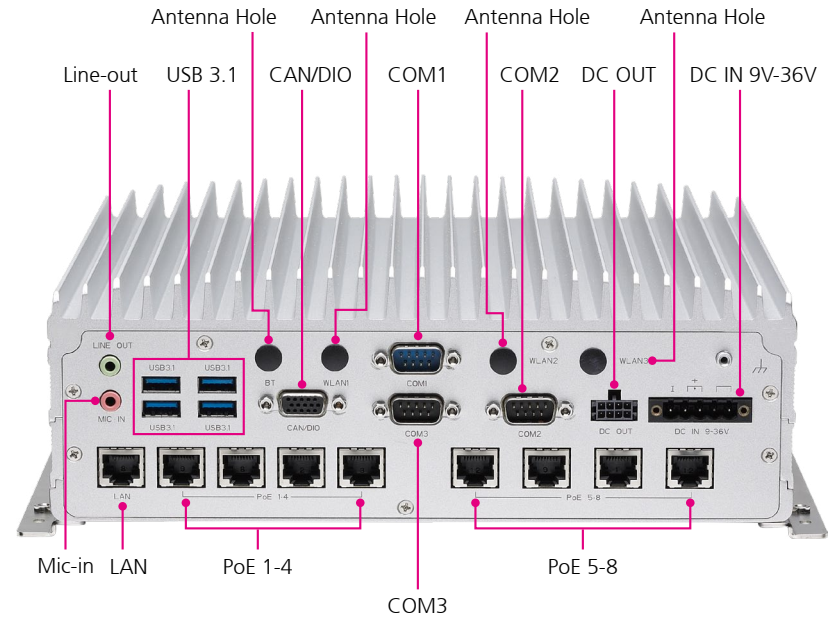 Antenna Hole Antenna Hole Antenna Hole Antenna Hole
Line-out USB 3.1 CAN/DIO COM1 COM2 DC OUT DC IN 9V-36V
LINE OUT
USB3.1 USB3.1
BT WLAN1 COM1 WLAN2 WLAN3
MIC IN
USB3.1 USB3.1 CAN/DIO COM3 COM2 DC OUT DC IN 9-36V
LAN PoE 1-4 PoE 5-8
Mic-in LAN PoE 1-4 PoE 5-8
COM3